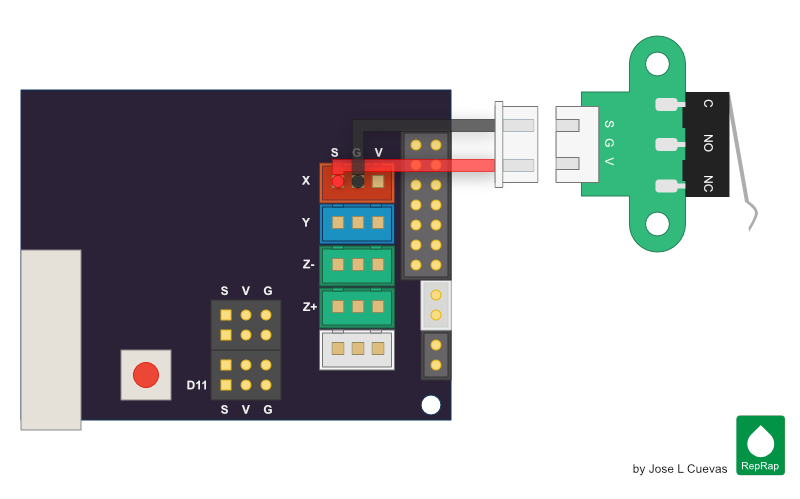 S G V
X
Y
Z-
Z+
S V G
D11
S V G
S
G
V
C
NO
NC
RepRap
by Jose L Cuevas